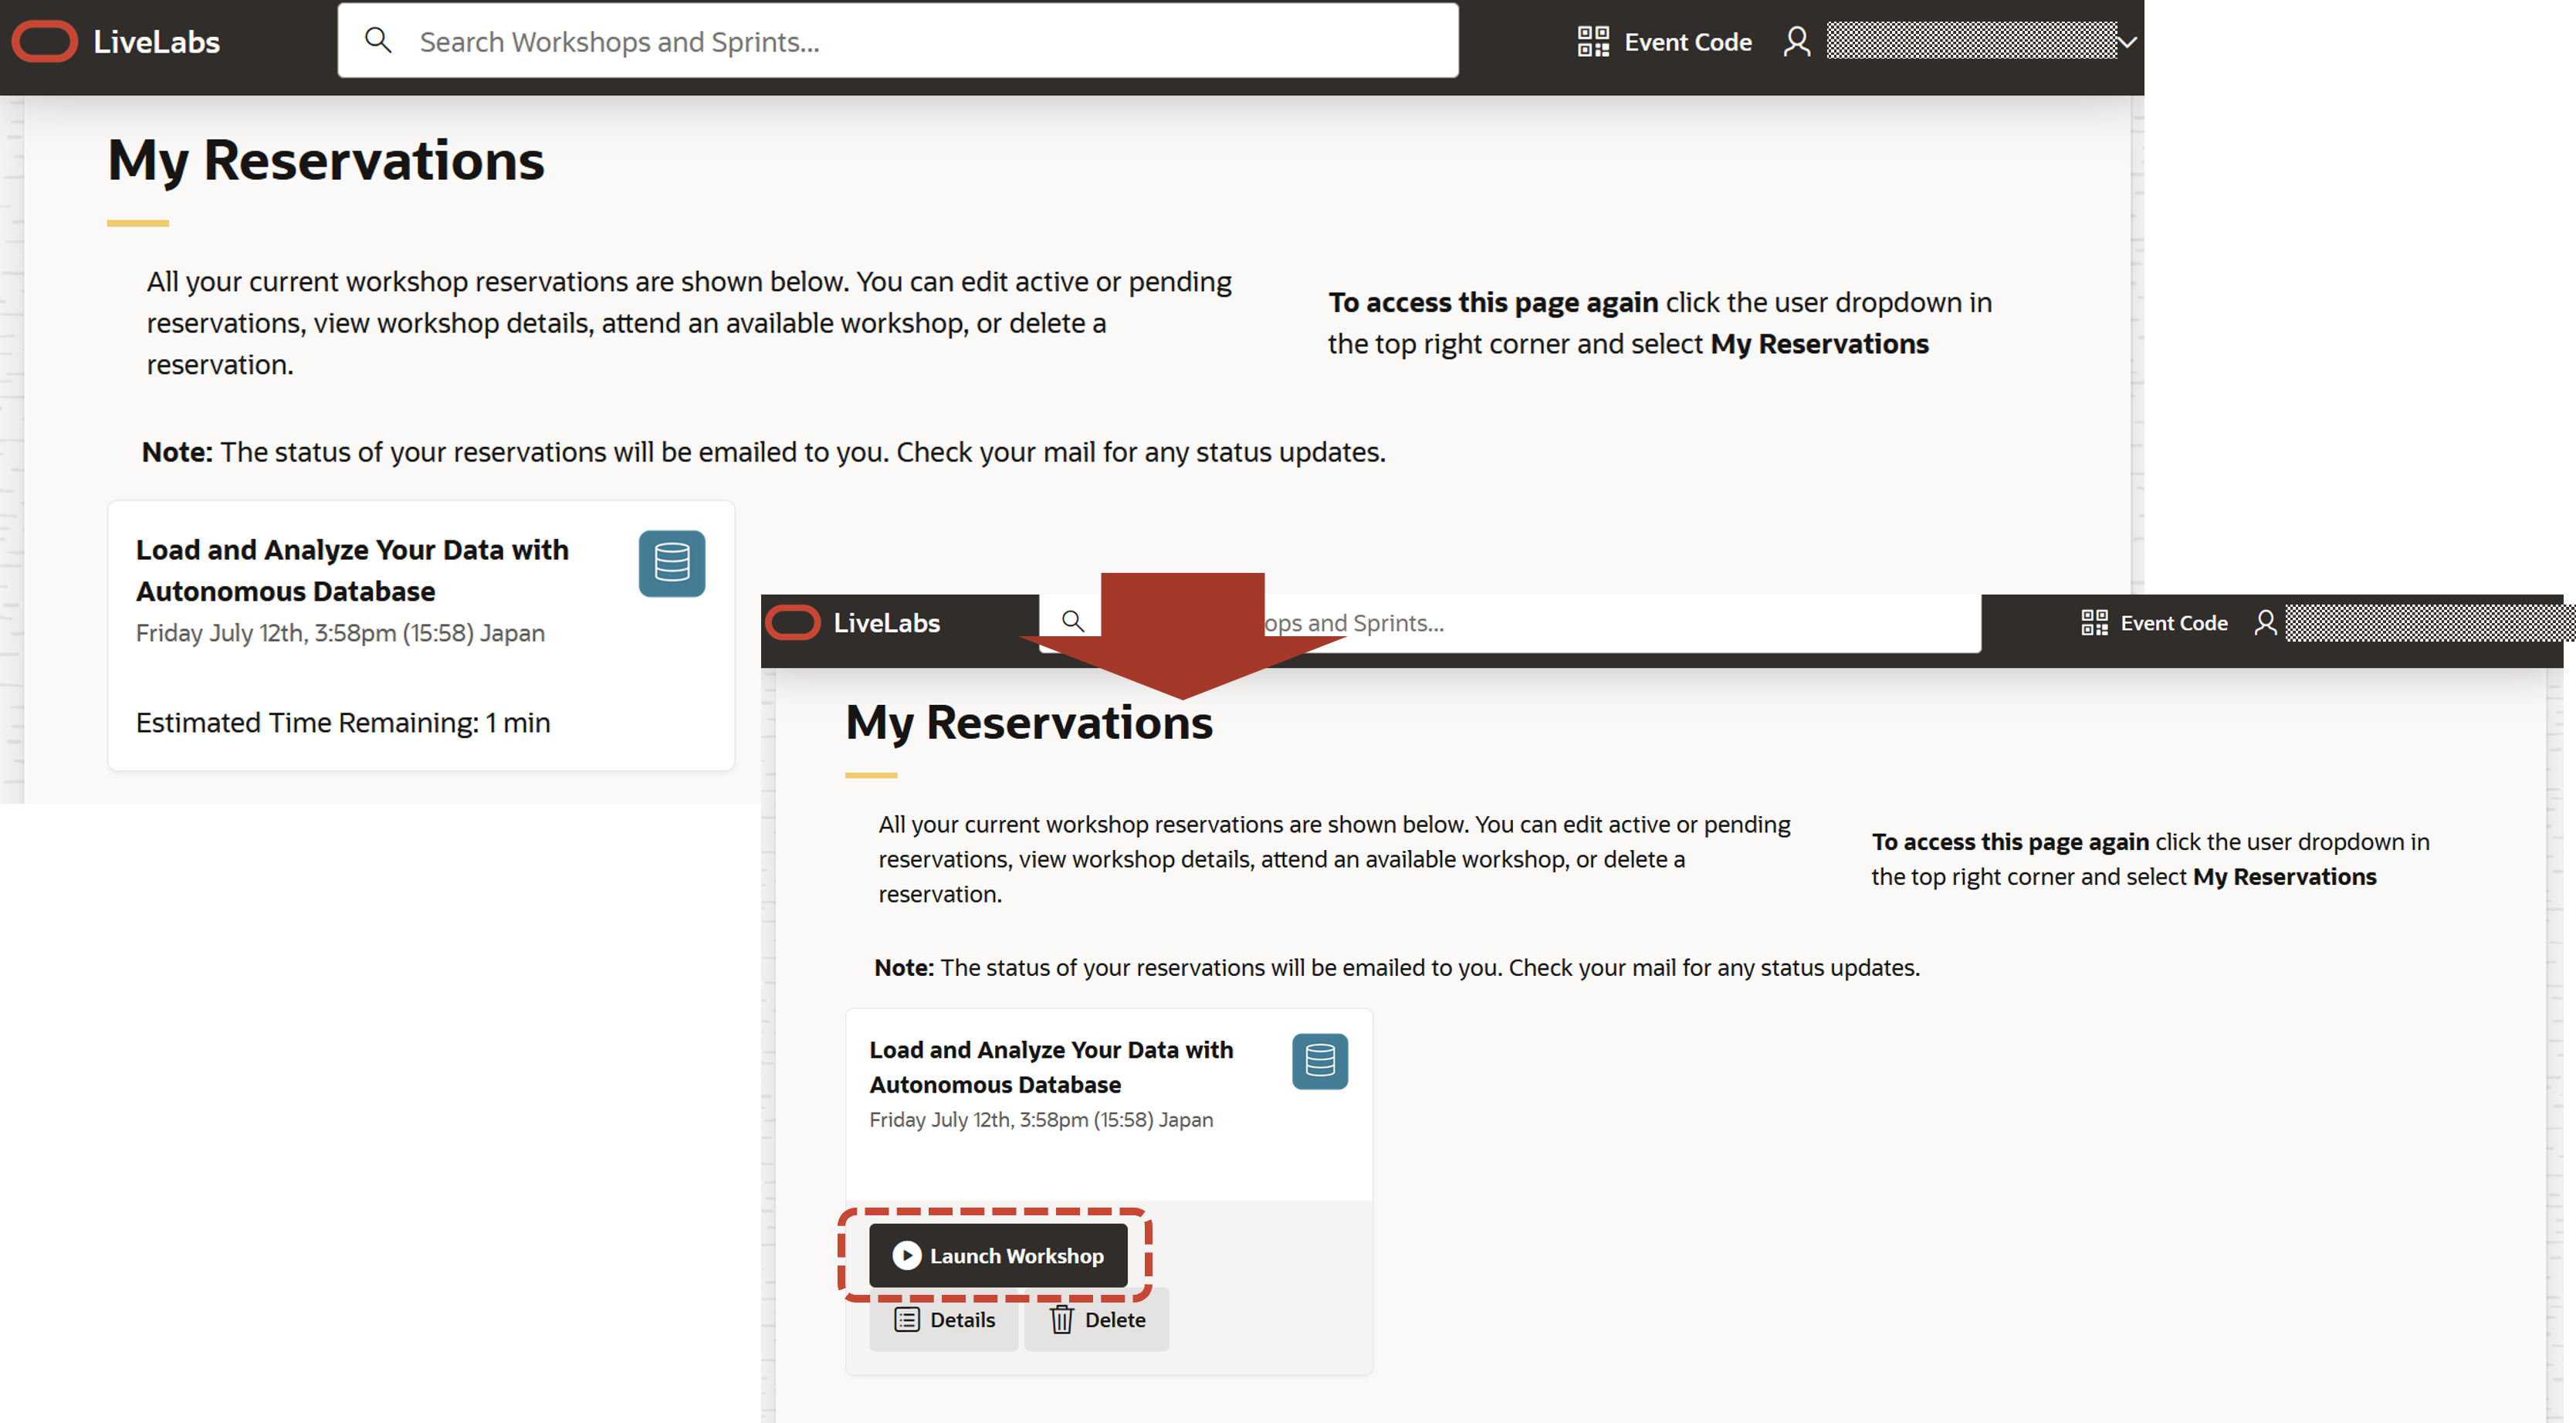 LiveLabs
Search Workshops and Sprints...
Event Code
My Reservations
All your current workshop reservations are shown below. You can edit active or pending
reservations, view workshop details, attend an available workshop, or delete a
reservation.
To access this page again click the user dropdown in
the top right corner and select My Reservations
Note: The status of your reservations will be emailed to you. Check your mail for any status updates.
Load and Analyze Your Data with
Autonomous Database
Friday July 12th, 3:58pm (15:58) Japan
Estimated Time Remaining: 1 min
LiveLabs
ops and Sprints...
Event Code
My Reservations
All your current workshop reservations are shown below. You can edit active or pending
reservations, view workshop details, attend an available workshop, or delete a
reservation.
To access this page again click the user dropdown in
the top right corner and select My Reservations
Note: The status of your reservations will be emailed to you. Check your mail for any status updates.
Load and Analyze Your Data with
Autonomous Database
Friday July 12th, 3:58pm (15:58) Japan
Launch Workshop
Details
Delete